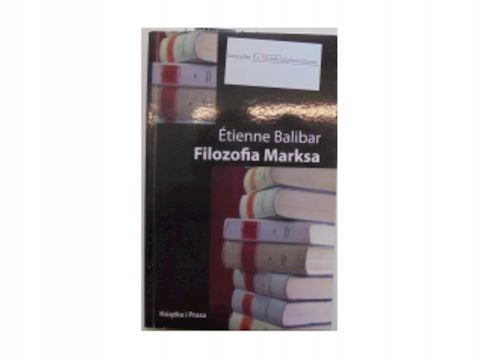 Étienne Balibar
Filozofia Marksa
Książka i Prasa